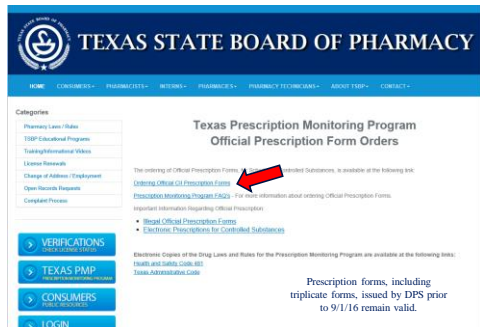 TEXAS STATE BOARD OF PHARMACY
HOME CONSUMERS PHARMACISTS INTERNS PHARMACIES PHARMACY TECHNICIANS ABOUT TSBP CONTACT
Categories
Pharmacy Laws / Rules
TSBP Educational Programs
Training/Informational Videos
License Renewals
Change of Address / Employment
Open Records Requests
Complaint Process
VERIFICATIONS
CHECK LICENSE STATUS
TEXAS PMP
PRESCRIPTION MONITORING PROGRAM
CONSUMERS
PUBLIC RESOURCES
LOGIN
Texas Prescription Monitoring Program
Official Prescription Form Orders
The ordering of Official Prescription Forms, Controlled Substances, is available at the following link:
Ordering Official CII Prescription Forms
Prescription Monitoring Program FAQ's - For more information about ordering Official Prescription Forms.
Important Information Regarding Official Prescription
• Illegal Official Prescription Forms
• Electronic Prescriptions for Controlled Substances
Electronic Copies of the Drug Laws and Rules for the Prescription Monitoring Program are available at the following links:
Health and Safety Code 481
Texas Administrative Code
Prescription forms, including
triplicate forms, issued by DPS prior
to 9/1/16 remain valid.